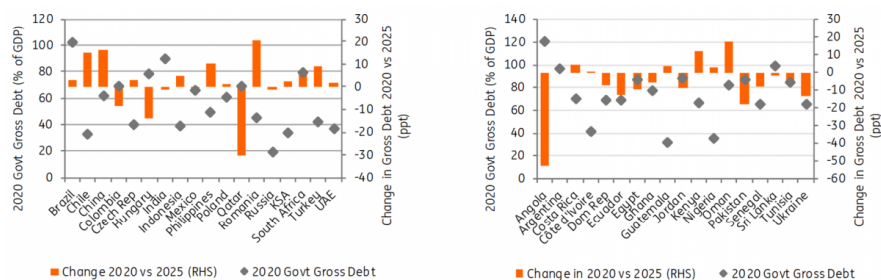 2020 Govt Gross Debt (% of GDP)
120
100
80
60
40
20
0
30
20
10
0
-10
-20
-30
-40
Change in Gross Debt 2020 vs 2025 (ppt)
Brazil
Chile
China
Colombia
Czech Rep
Hungary
India
Indonesia
Mexico
Philippines
Poland
Qatar
Romania
Russia
KSA
South Africa
Turkey
UAE
Change 2020 vs 2025 (RHS)
2020 Govt Gross Debt
2020 Govt Gross Debt (% of GDP)
140
120
100
80
60
40
20
0
30
20
10
0
-10
-20
-30
-40
-50
-60
Change in Gross Debt 2020 vs 2025 (ppt)
Angola
Argentina
Costa Rica
Côte d'Ivoire
Dom Rep
Ecuador
Egypt
Ghana
Guatemala
Jordan
Kenya
Nigeria
Oman
Pakistan
Senegal
Sri Lanka
Tunisia
Ukraine
Change in 2020 vs 2025 (RHS)
2020 Govt Gross Debt